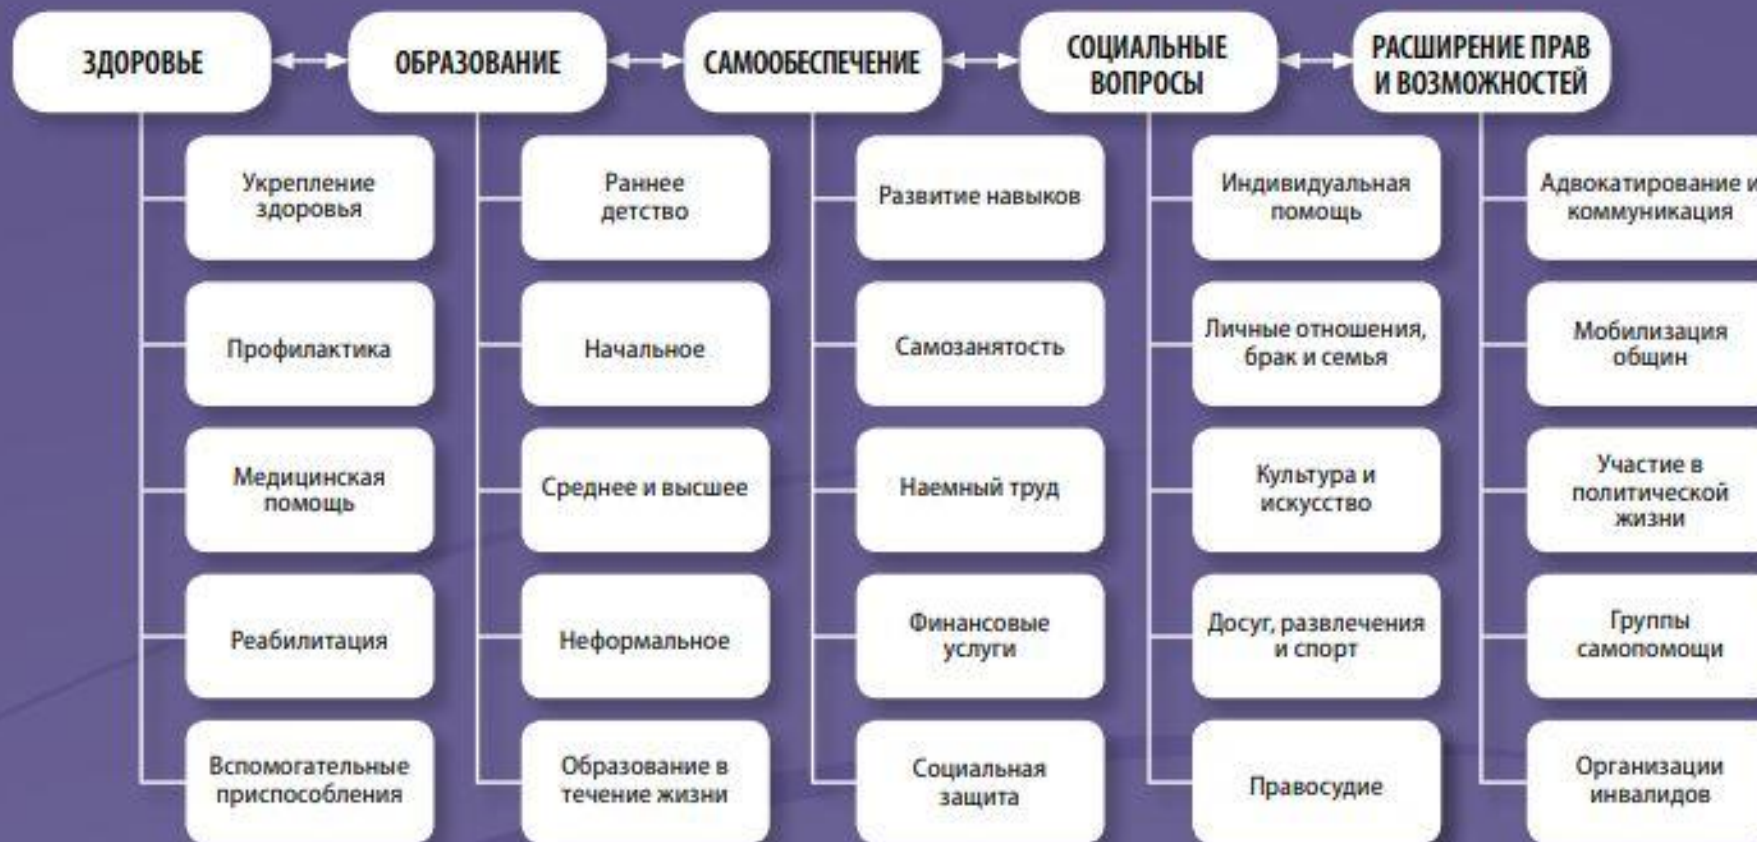 ЗДОРОВЬЕ
ОБРАЗОВАНИЕ
САМООБЕСПЕЧЕНИЕ
СОЦИАЛЬНЫЕ
ВОПРОСЫ
РАСШИРЕНИЕ ПРАВ
И ВОЗМОЖНОСТЕЙ
Укрепление
здоровья
Профилактика
Медицинская
помощь
Реабилитация
Вспомогательные
приспособления
Раннее
детство
Начальное
Среднее и высшее
Неформальное
Образование в
течение жизни
Развитие навыков
Самозанятость
Наемный труд
Финансовые
услуги
Социальная
защита
Индивидуальная
помощь
Личные отношения,
брак и семья
Культура и
искусство
Досуг, развлечения
и спорт
Правосудие
Адвокатирование и
коммуникация
Мобилизация
общин
Участие в
политической
жизни
Группы
самопомощи
Организации
инвалидов